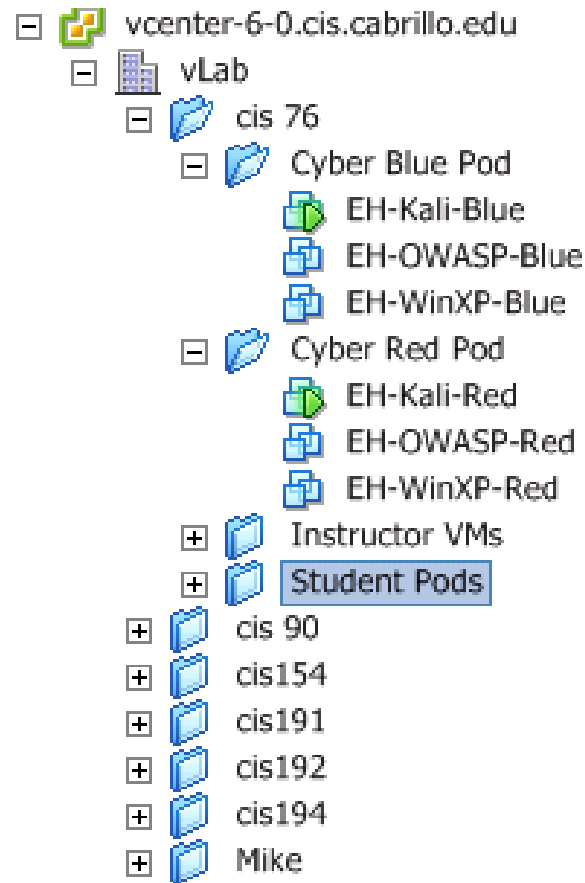 vcenter-6-0.cis.cabrillo.edu
vLab
cis 76
Cyber Blue Pod
EH-Kali-Blue
EH-OWASP-Blue
EH-WinXP-Blue
Cyber Red Pod
EH-Kali-Red
EH-OWASP-Red
EH-WinXP-Red
Instructor VMs
Student Pods
cis 90
cis154
cis191
cis192
cis194
Mike